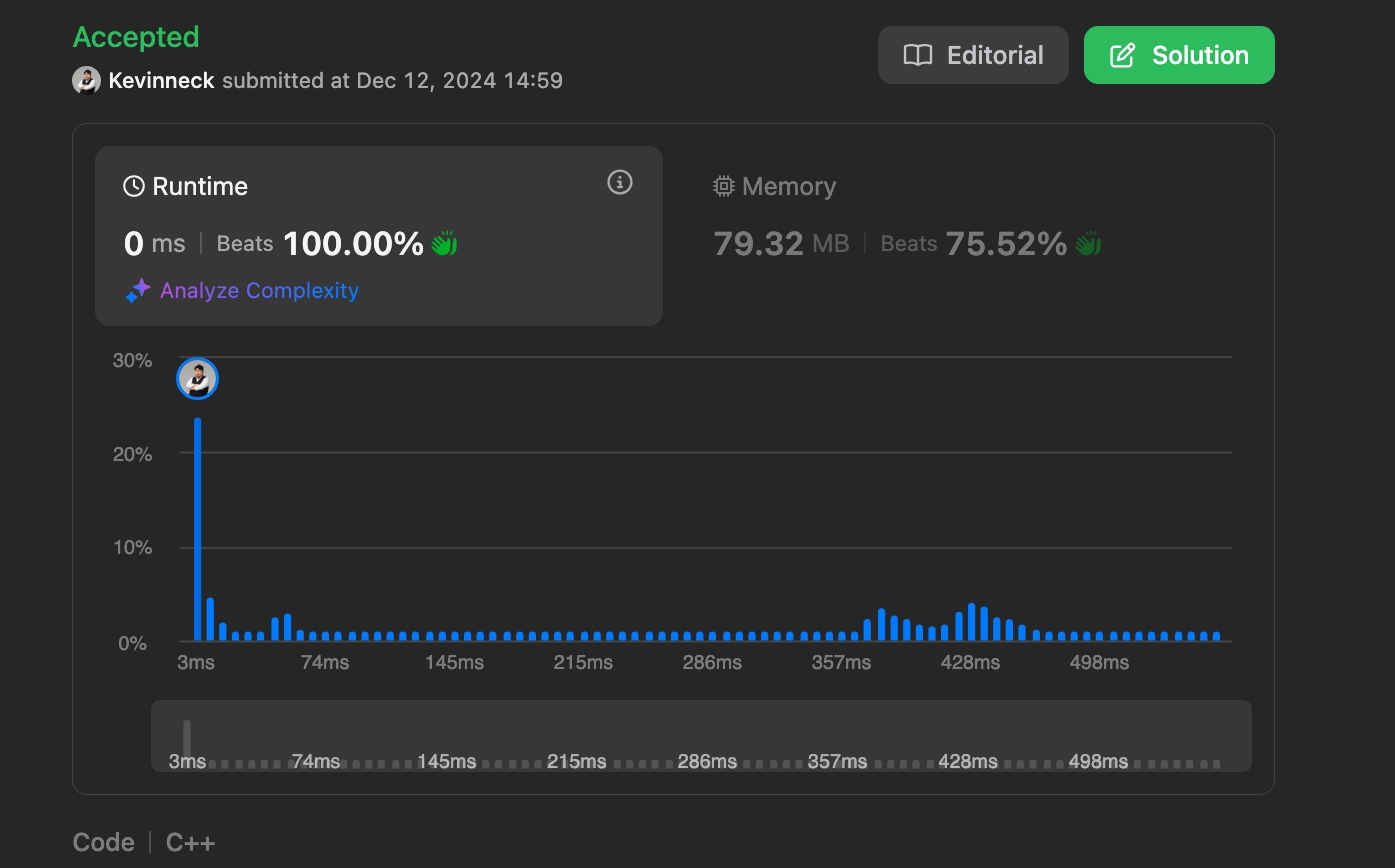 Accepted
Editorial
Solution
Kevinneck submitted at Dec 12, 2024 14:59
Runtime
Memory
0 ms | Beats 100.00%
79.32 MB | Beats 75.52%
Analyze Complexity
30%
20%
10%
0%
3ms 74ms 145ms 215ms 286ms 357ms 428ms 498ms
3ms 74ms 145ms 215ms 286ms 357ms 428ms 498ms
Code | C++